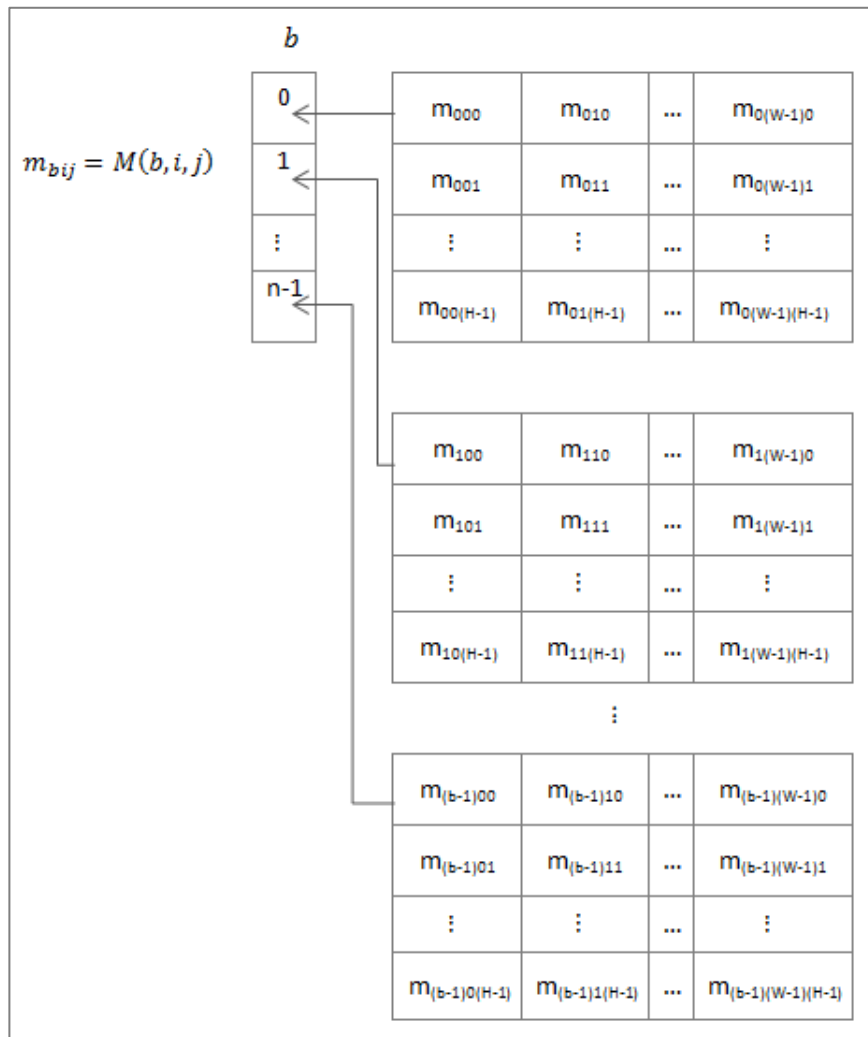 b
0 m000 m010 ... m0(W-1)0
mbij = M(b,i,j) 1 m001 m011 ... m0(W-1)1
⋮ ⋮ ⋮ ... ⋮
n-1 m00(H-1) m01(H-1) ... m0(W-1)(H-1)
m100 m110 ... m1(W-1)0
m101 m111 ... m1(W-1)1
⋮ ⋮ ... ⋮
m10(H-1) m11(H-1) ... m1(W-1)(H-1)
⋮
m(b-1)00 m(b-1)10 ... m(b-1)(W-1)0
m(b-1)01 m(b-1)11 ... m(b-1)(W-1)1
⋮ ⋮ ... ⋮
m(b-1)0(H-1) m(b-1)1(H-1) ... m(b-1)(W-1)(H-1)